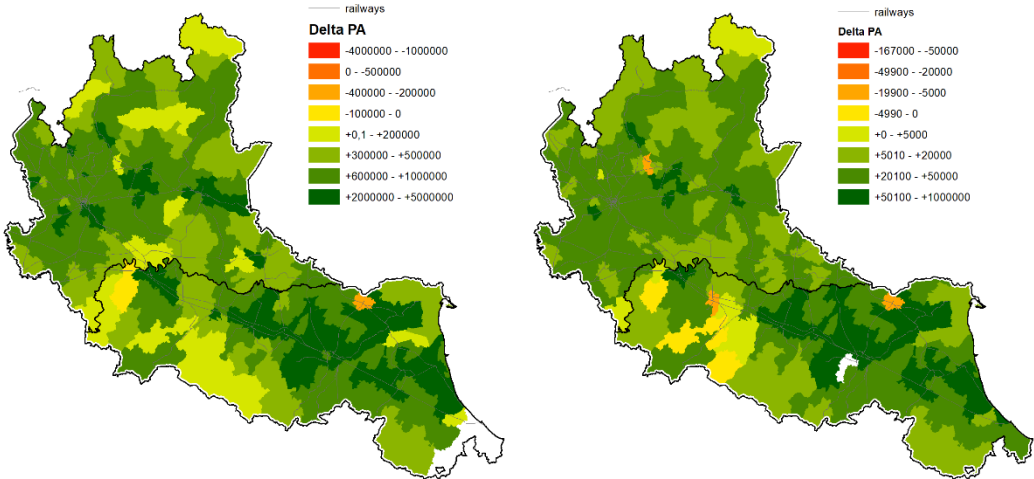 railways
Delta PA
-4000000 - -1000000
0 - -500000
-400000 - -200000
-100000 - 0
+0,1 - +200000
+300000 - +500000
+600000 - +1000000
+2000000 - +5000000
railways
Delta PA
-167000 - -50000
-49900 - -20000
-19900 - -5000
-4990 - 0
+0 - +5000
+5010 - +20000
+20100 - +50000
+50100 - +1000000